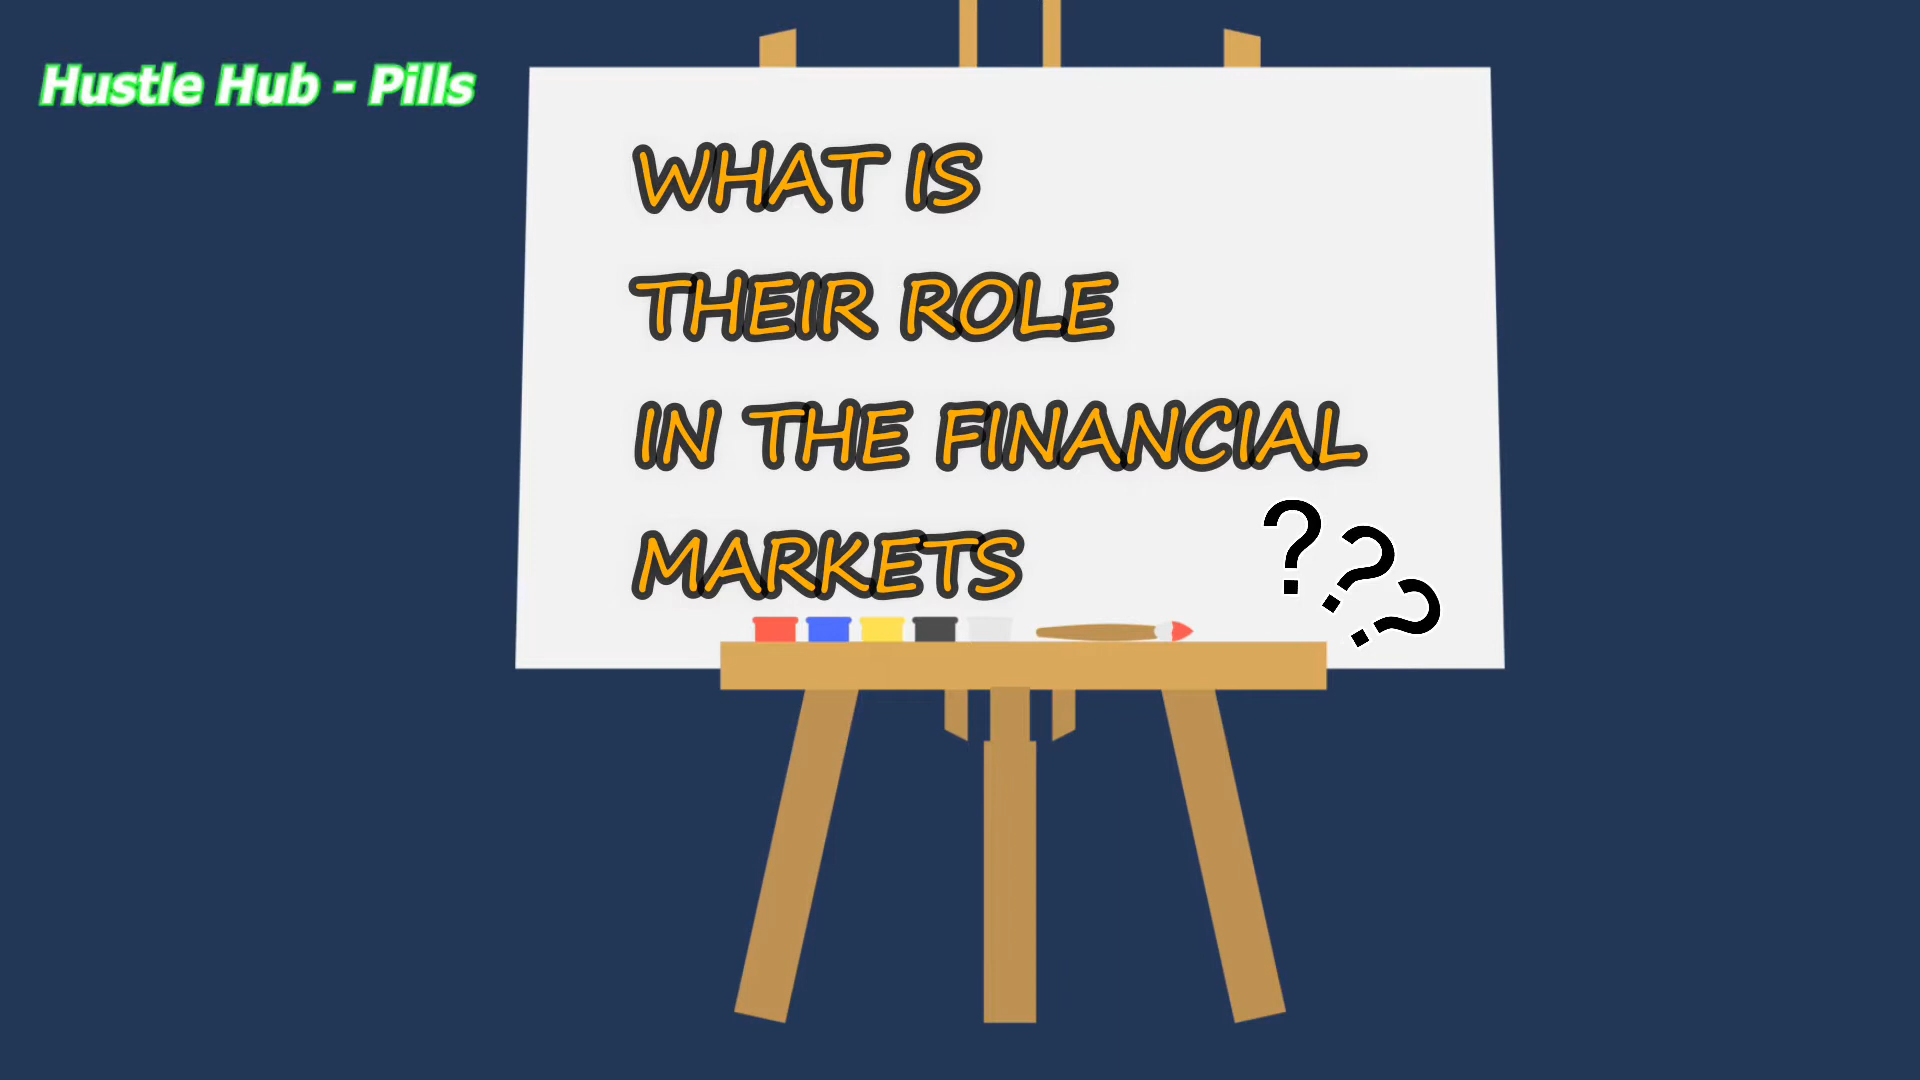 Hustle Hub - Pills
WHAT IS
THEIR ROLE
IN THE FINANCIAL
MARKETS
???